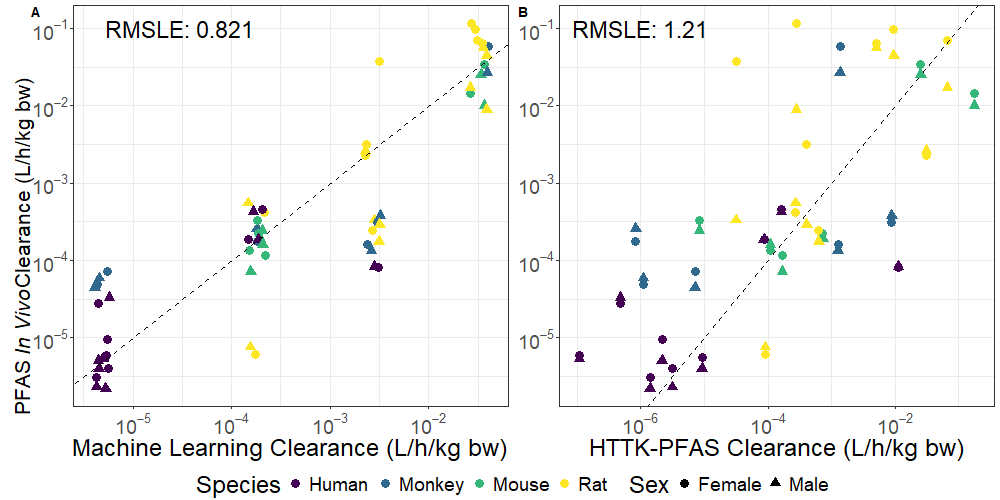 A
B
RMSLE: 0.821
RMSLE: 1.21
PFAS In VivoClearance (L/h/kg bw)
10⁻¹
10⁻²
10⁻³
10⁻⁴
10⁻⁵
10⁻¹
10⁻²
10⁻³
10⁻⁴
10⁻⁵
10⁻⁵
10⁻⁴
10⁻³
10⁻²
10⁻⁶
10⁻⁴
10⁻²
Machine Learning Clearance (L/h/kg bw)
HTTK-PFAS Clearance (L/h/kg bw)
Species Human Monkey Mouse Rat Sex Female Male